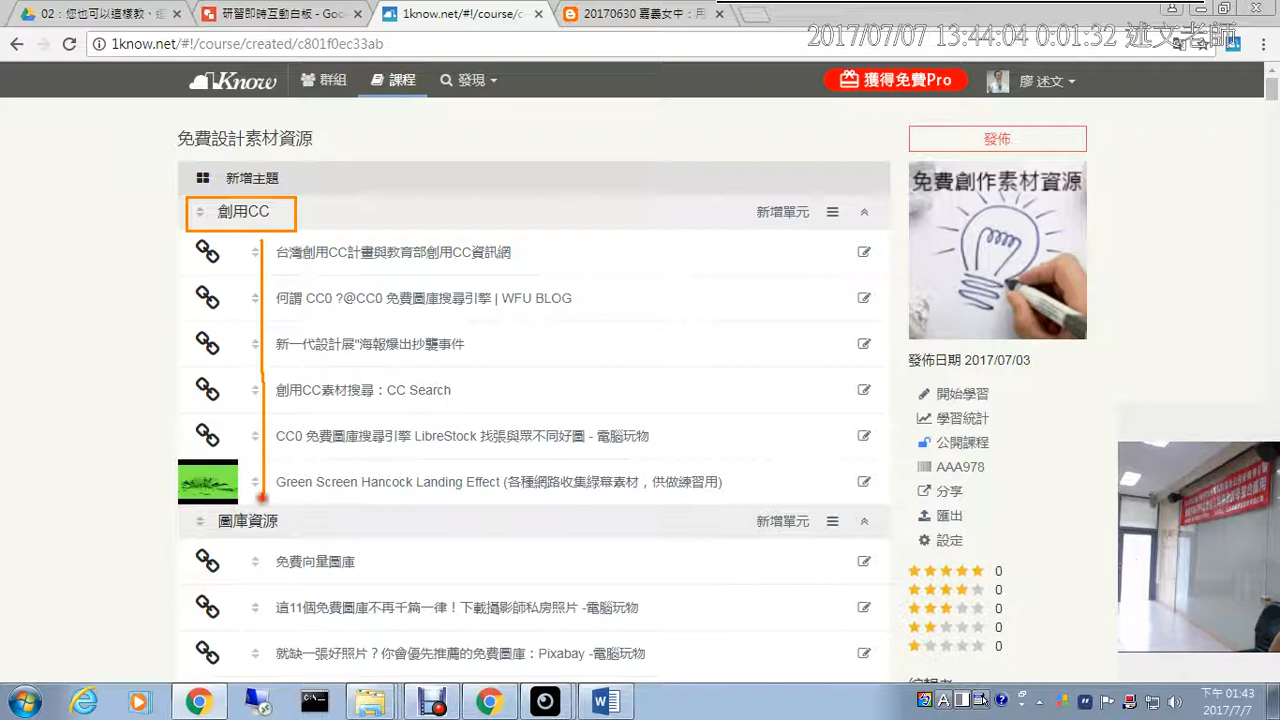 02：您也可以這樣教．這
研習即時互動白板 - Goo
1know.net/#!/course/c
20170630 嘉義女中：用
1know.net/#!/course/created/c801f0ec33ab
2017/07/07 13:44:04 0:01:32 述文老師
1Know
群組
課程
發現
獲得免費Pro
廖 述文
免費設計素材資源
發佈
新增主題
免費創作素材資源
創用CC
新增單元
台灣創用CC計畫與教育部創用CC資訊網
何謂 CC0 ?@CC0 免費圖庫搜尋引擎 | WFU BLOG
新一代設計展"海報爆出抄襲事件
創用CC素材搜尋：CC Search
CC0 免費圖庫搜尋引擎 LibreStock 找張與眾不同好圖 - 電腦玩物
Green Screen Hancock Landing Effect (各種網路收集綠幕素材，供做練習用)
圖庫資源
新增單元
免費向量圖庫
這11個免費圖庫不再千篇一律！下載攝影師私房照片 -電腦玩物
你缺一張好照片？你會優先推薦的免費圖庫：Pixabay -電腦玩物
發佈日期 2017/07/03
開始學習
學習統計
公開課程
AAA978
分享
匯出
設定
0
0
0
0
0
下午 01:43
2017/7/7